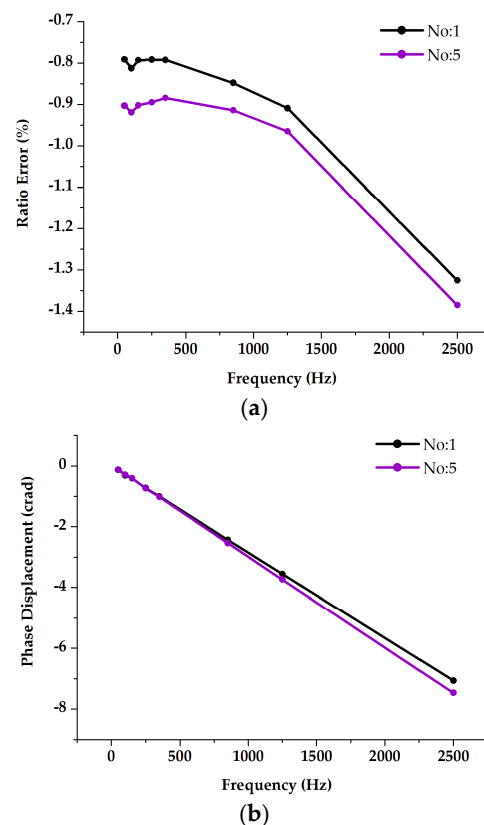 -0.7
-0.8
-0.9
-1.0
-1.1
-1.2
-1.3
-1.4
Ratio Error (%)
No:1
No:5
0
500
1000
1500
2000
2500
Frequency (Hz)
(a)
0
-2
-4
-6
-8
Phase Displacement (crad)
No:1
No:5
0
500
1000
1500
2000
2500
Frequency (Hz)
(b)